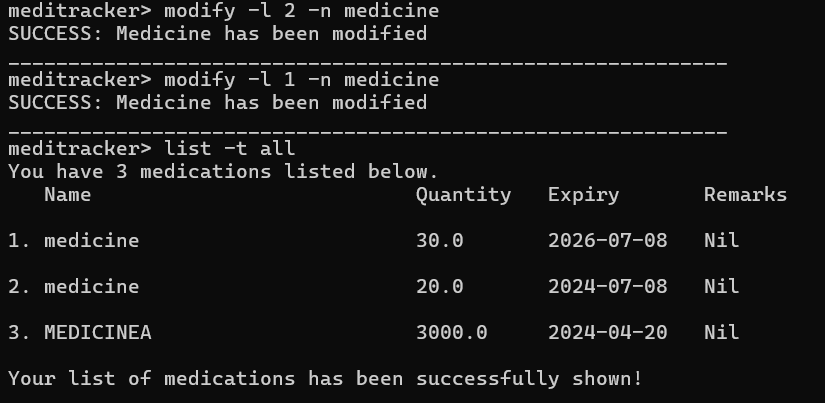 meditracker> modify -l 2 -n medicine
SUCCESS: Medicine has been modified
____________________________________________________________
meditracker> modify -l 1 -n medicine
SUCCESS: Medicine has been modified
____________________________________________________________
meditracker> list -t all
You have 3 medications listed below.
   Name                           Quantity   Expiry       Remarks
1. medicine                       30.0       2026-07-08   Nil
2. medicine                       20.0       2024-07-08   Nil
3. MEDICINEA                      3000.0     2024-04-20   Nil
Your list of medications has been successfully shown!